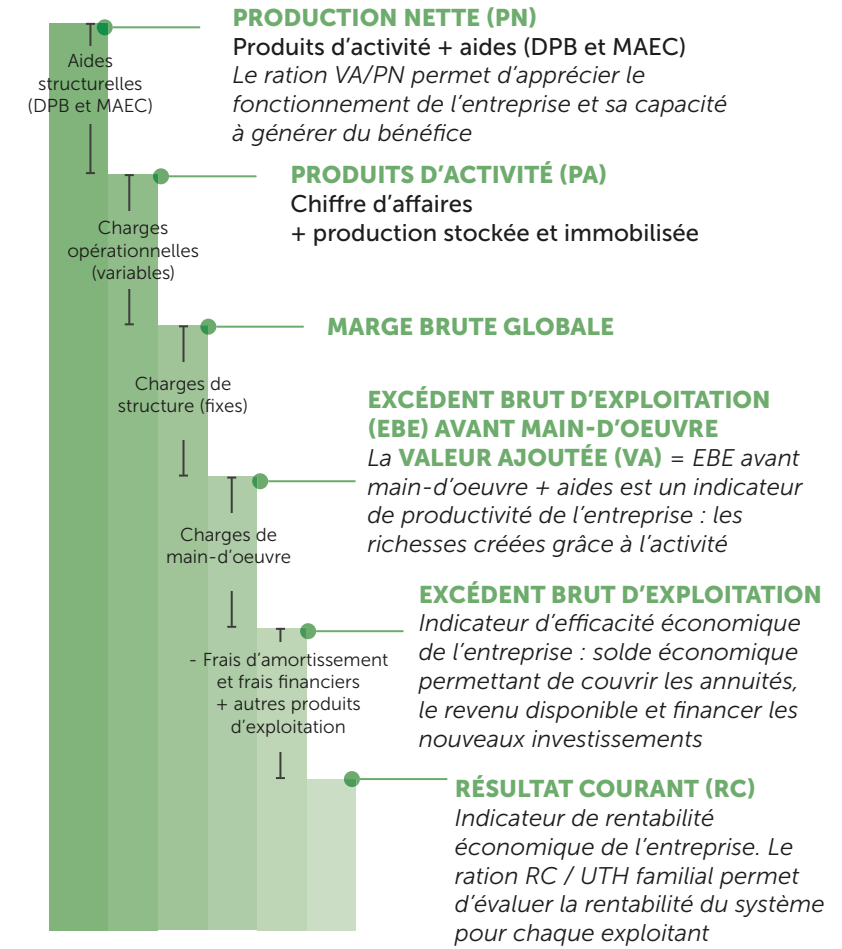 PRODUCTION NETTE (PN)
Produits d’activité + aides (DPB et MAEC)
Le ration VA/PN permet d’apprécier le
fonctionnement de l’entreprise et sa capacité
à générer du bénéfice
Aides
structurelles
(DPB et MAEC)
PRODUITS D’ACTIVITÉ (PA)
Chiffre d’affaires
+ production stockée et immobilisée
Charges
opérationnelles
(variables)
MARGE BRUTE GLOBALE
Charges de
structure (fixes)
EXCÉDENT BRUT D’EXPLOITATION
(EBE) AVANT MAIN-D’OEUVRE
La VALEUR AJOUTÉE (VA) = EBE avant
main-d’oeuvre + aides est un indicateur
de productivité de l’entreprise : les
richesses créées grâce à l’activité
Charges de
main-d’oeuvre
EXCÉDENT BRUT D’EXPLOITATION
Indicateur d’efficacité économique
de l’entreprise : solde économique
permettant de couvrir les annuités,
le revenu disponible et financer les
nouveaux investissements
- Frais d’amortissement
et frais financiers
+ autres produits
d’exploitation
RÉSULTAT COURANT (RC)
Indicateur de rentabilité
économique de l’entreprise. Le
ration RC / UTH familial permet
d’évaluer la rentabilité du système
pour chaque exploitant